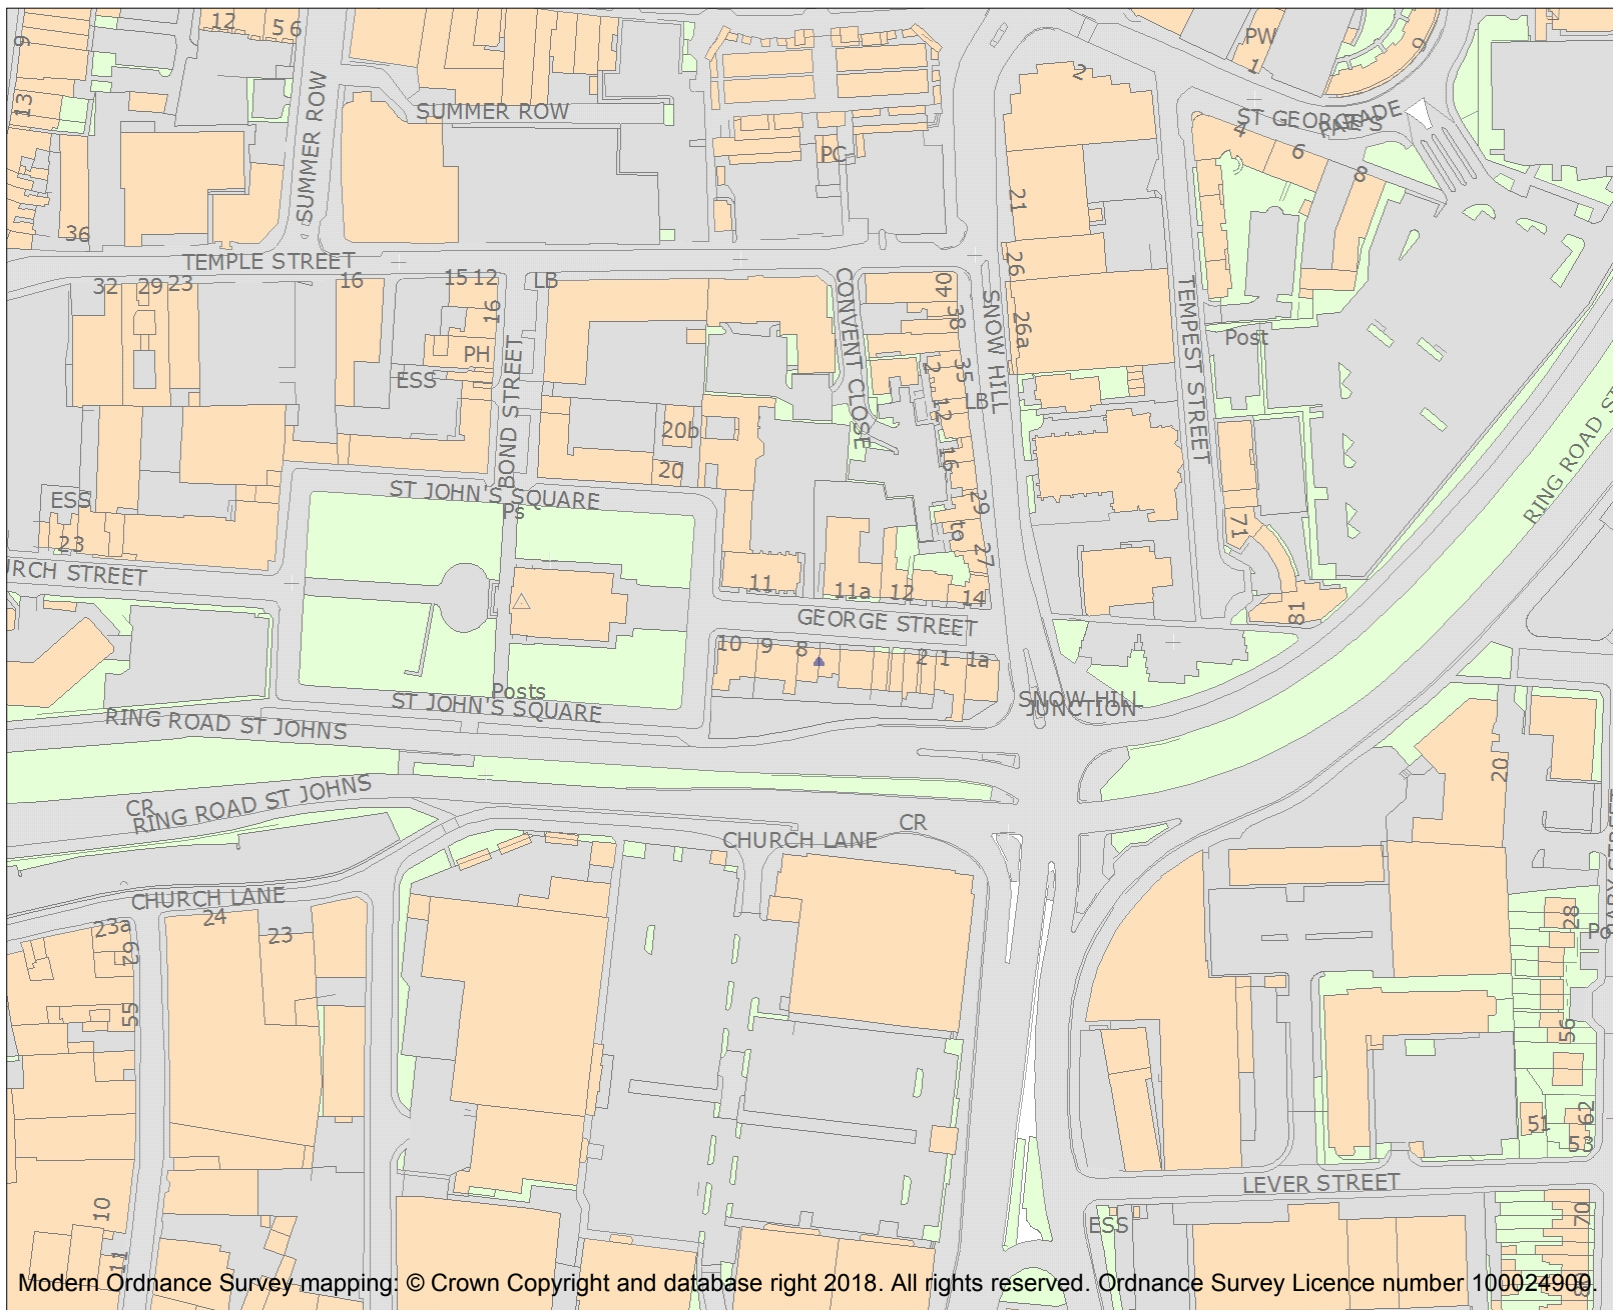 12
5 6
9
13
SUMMER ROW
SUMMER ROW
PW
1
9
2
ST GEORGE'S
PARADE
4
6
8
PC
21
36
TEMPLE STREET
32
29
23
16
15 12
16
LB
CONVENT CLOSE
40
38
SNOW HILL
26
26a
TEMPEST STREET
Post
PH
ESS
BOND STREET
2
35
LB
12
20b
20
16
ST JOHN'S SQUARE
Ps
29
to
27
ESS
23
71
RING ROAD ST
URCH STREET
11
11a
12
14
81
GEORGE STREET
10
9
8
2
1
1a
Posts
ST JOHN'S SQUARE
SNOW HILL
JUNCTION
RING ROAD ST JOHNS
CR
RING ROAD ST JOHNS
CR
CHURCH LANE
20
CHURCH LANE
23a
24
23
62
55
28
Po
56
51
62
53
10
11
LEVER STREET
ESS
70
Modern Ordnance Survey mapping: © Crown Copyright and database right 2018. All rights reserved. Ordnance Survey Licence number 100024900.